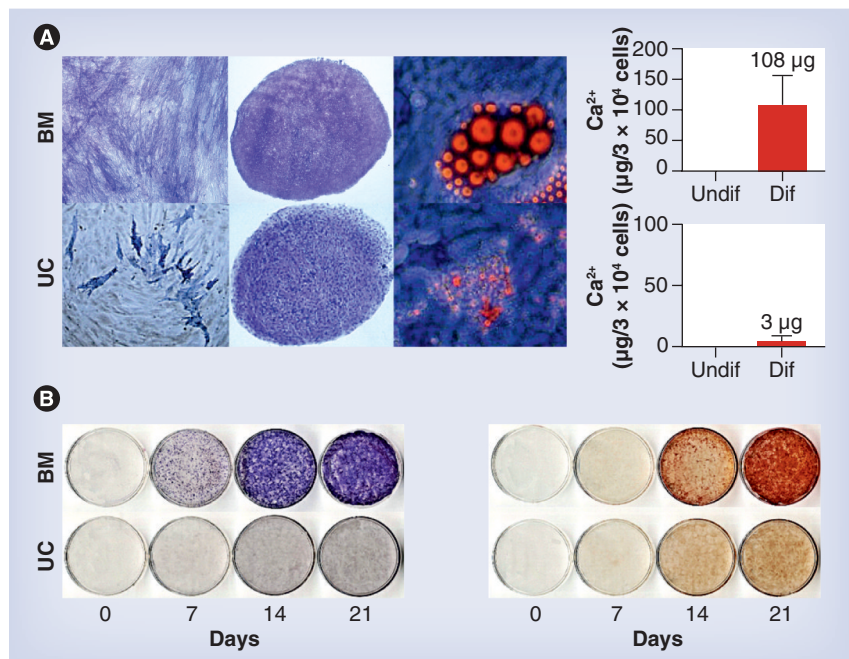 A
BM
UC
Ca²⁺
(µg/3 × 10⁴ cells)
200
150
100
50
0
108 µg
Undif
Dif
Ca²⁺
(µg/3 × 10⁴ cells)
100
50
0
3 µg
Undif
Dif
B
BM
UC
0 7 14 21
Days
BM
UC
0 7 14 21
Days